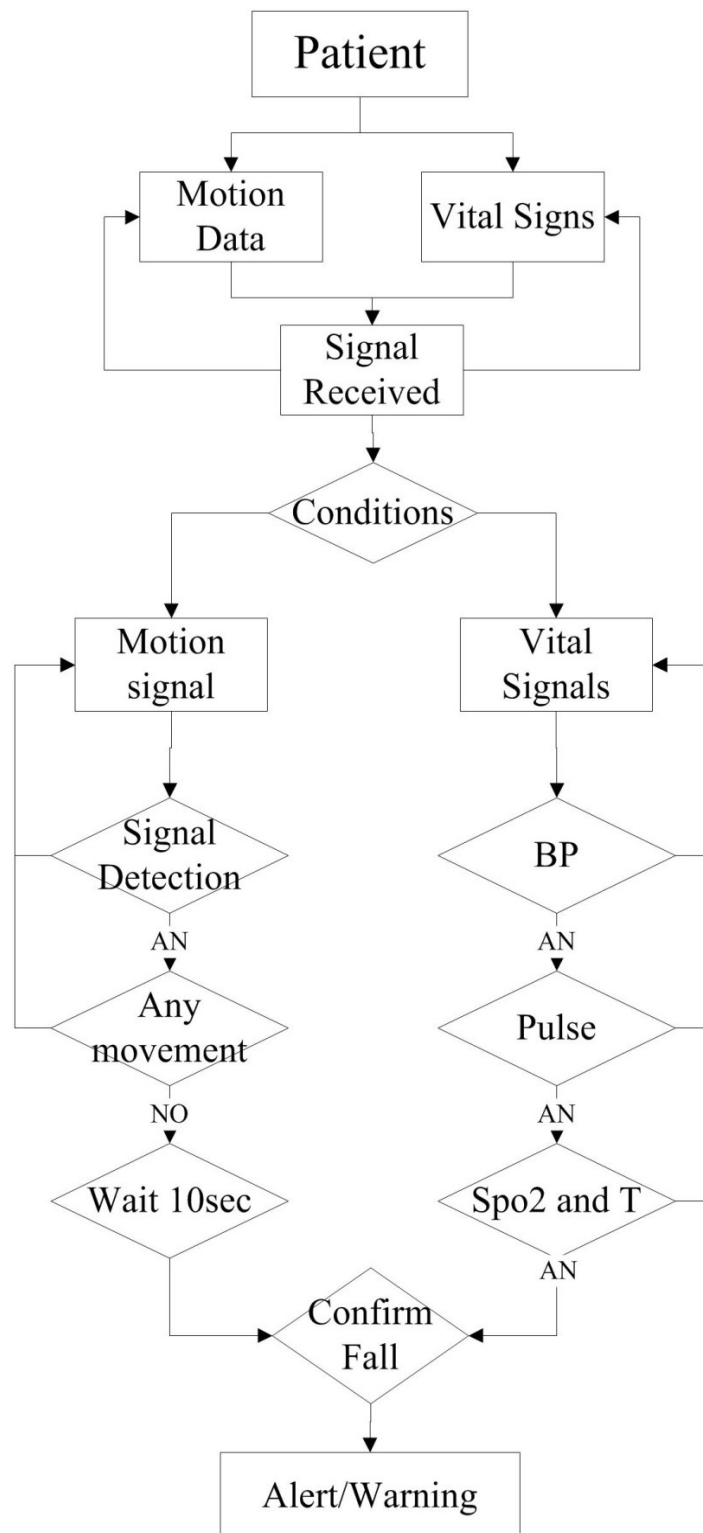 Patient
Motion
Data
Vital Signs
Signal
Received
Conditions
Motion
signal
Vital
Signals
Signal
Detection
BP
AN
AN
Any
movement
Pulse
NO
AN
Wait 10sec
Spo2 and T
AN
Confirm
Fall
Alert/Warning